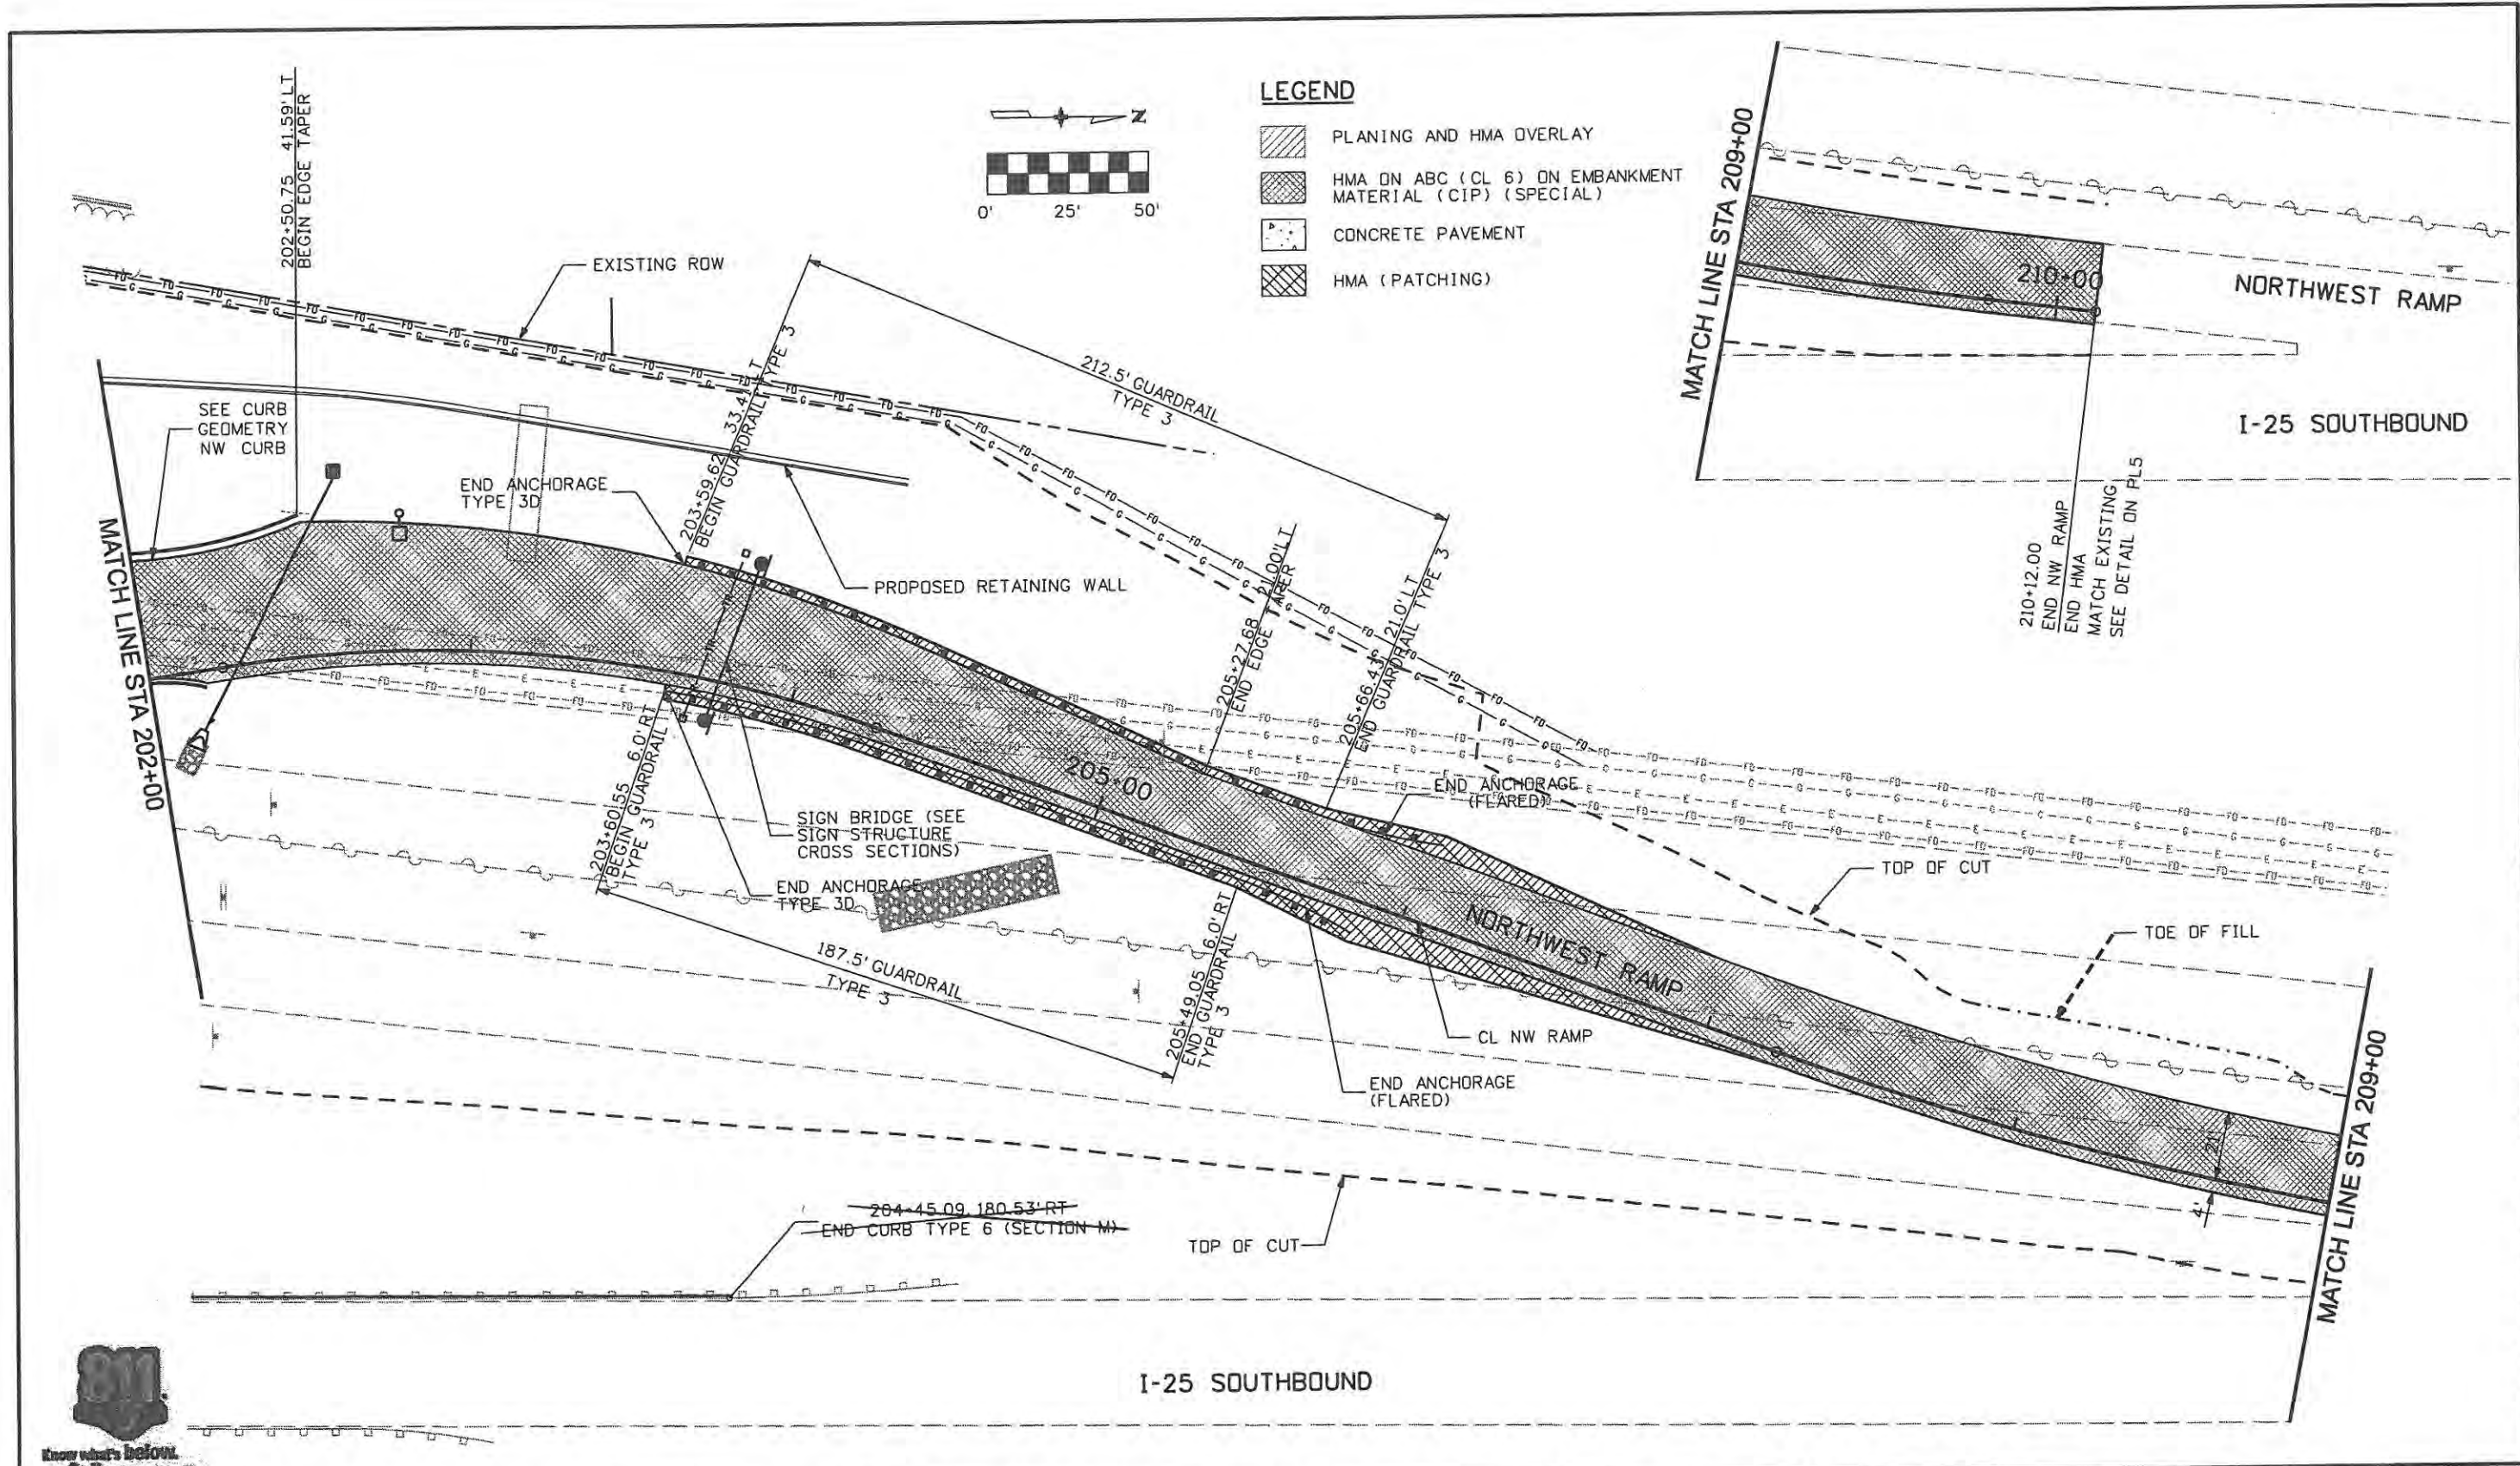 202+50.75 41.59' LT
BEGIN EDGE TAPER
EXISTING ROW
SEE CURB
GEOMETRY
NW CURB
MATCH LINE STA 202+00
END ANCHORAGE
TYPE 3D
203+59.62 33.4 LT
BEGIN GUARDRAIL TYPE 3
212.5' GUARDRAIL
TYPE 3
PROPOSED RETAINING WALL
205+27.68 21.00' LT
END EDGE TAPER
205+66.43 21.0' LT
END GUARDRAIL TYPE 3
Z
0' 25' 50'
LEGEND
PLANING AND HMA OVERLAY
HMA ON ABC (CL 6) ON EMBANKMENT
MATERIAL (CIP) (SPECIAL)
CONCRETE PAVEMENT
HMA (PATCHING)
MATCH LINE STA 209+00
210+00
NORTHWEST RAMP
I-25 SOUTHBOUND
210+12.00
END NW RAMP
END HMA
MATCH EXISTING
SEE DETAIL ON PL5
203+60.55 6.0' RT
BEGIN GUARDRAIL
TYPE 3
SIGN BRIDGE (SEE
SIGN STRUCTURE
CROSS SECTIONS)
END ANCHORAGE
TYPE 3D
187.5' GUARDRAIL
TYPE 3
205+00
205+49.05 6.0' RT
END GUARDRAIL
TYPE 3
END ANCHORAGE
(FLARED)
NORTHWEST RAMP
CL NW RAMP
END ANCHORAGE
(FLARED)
TOP OF CUT
TOE OF FILL
21'
4'
MATCH LINE STA 209+00
204+45.09, 180.53' RT
END CURB TYPE 6 (SECTION M)
TOP OF CUT
I-25 SOUTHBOUND
811
Know what's below.